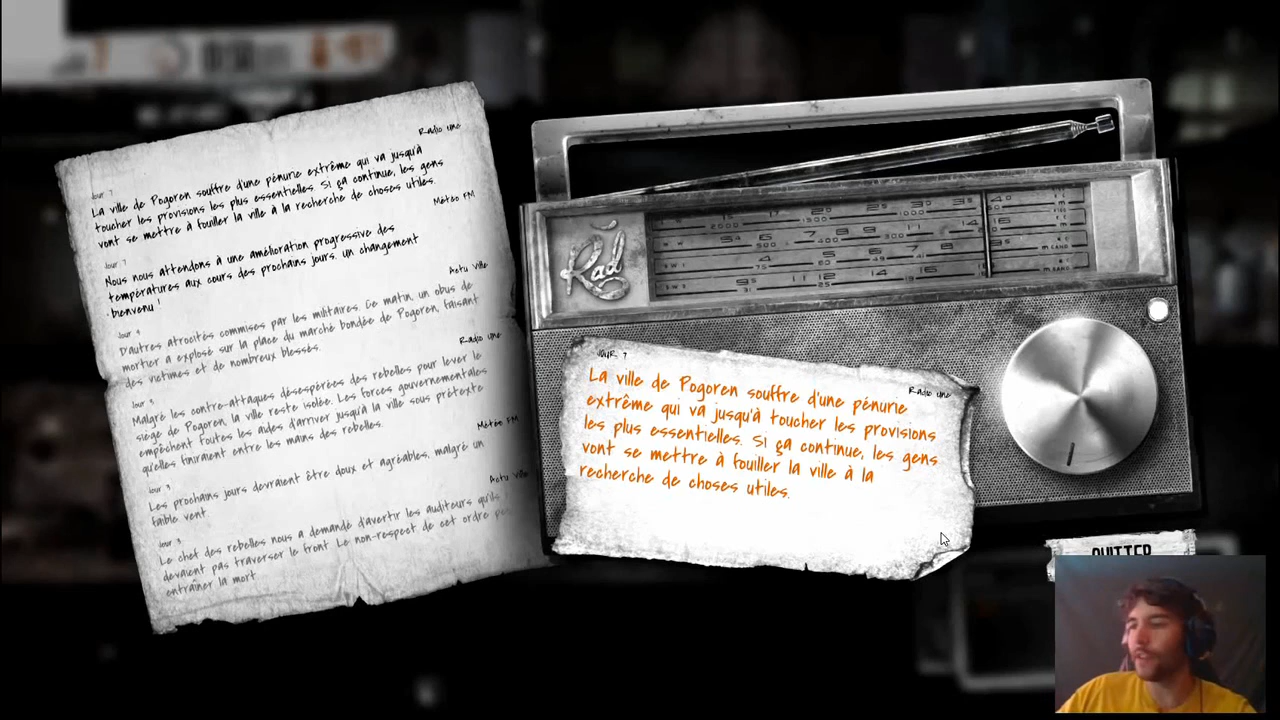 Radio Une
Jour 7
La ville de Pogoren souffre d'une pénurie extrême qui va jusqu'à
toucher les provisions les plus essentielles. Si ça continue, les gens
vont se mettre à fouiller la ville à la recherche de choses utiles.
Météo FM
Jour 7
Nous nous attendons à une amélioration progressive des
températures au cours des prochains jours, un changement
bienvenu !
Actu Ville
D'autres atrocités commises par les militaires. Ce matin, un obus de
mortier a explosé sur la place du marché bondée de Pogoren, faisant
des victimes et de nombreux blessés.
Radio Une
Malgré les contre-attaques désespérées des rebelles pour lever le
siège de Pogoren, la ville reste isolée. Les forces gouvernementales
empêchent toutes les aides d'arriver jusqu'à la ville sous prétexte
qu'elles finiraient entre les mains des rebelles.
Météo FM
Les prochains jours devraient être doux et agréables, malgré un
faible vent.
Actu Ville
Le chef des rebelles nous a demandé d'avertir les auditeurs qu'ils
devaient pas traverser le front. Le non-respect de cet ordre
entraîner la mort
Rad
JOUR 7
Radio Une
La ville de Pogoren souffre d'une pénurie
extrême qui va jusqu'à toucher les provisions
les plus essentielles. Si ça continue, les gens
vont se mettre à fouiller la ville à la
recherche de choses utiles.
QUITTER